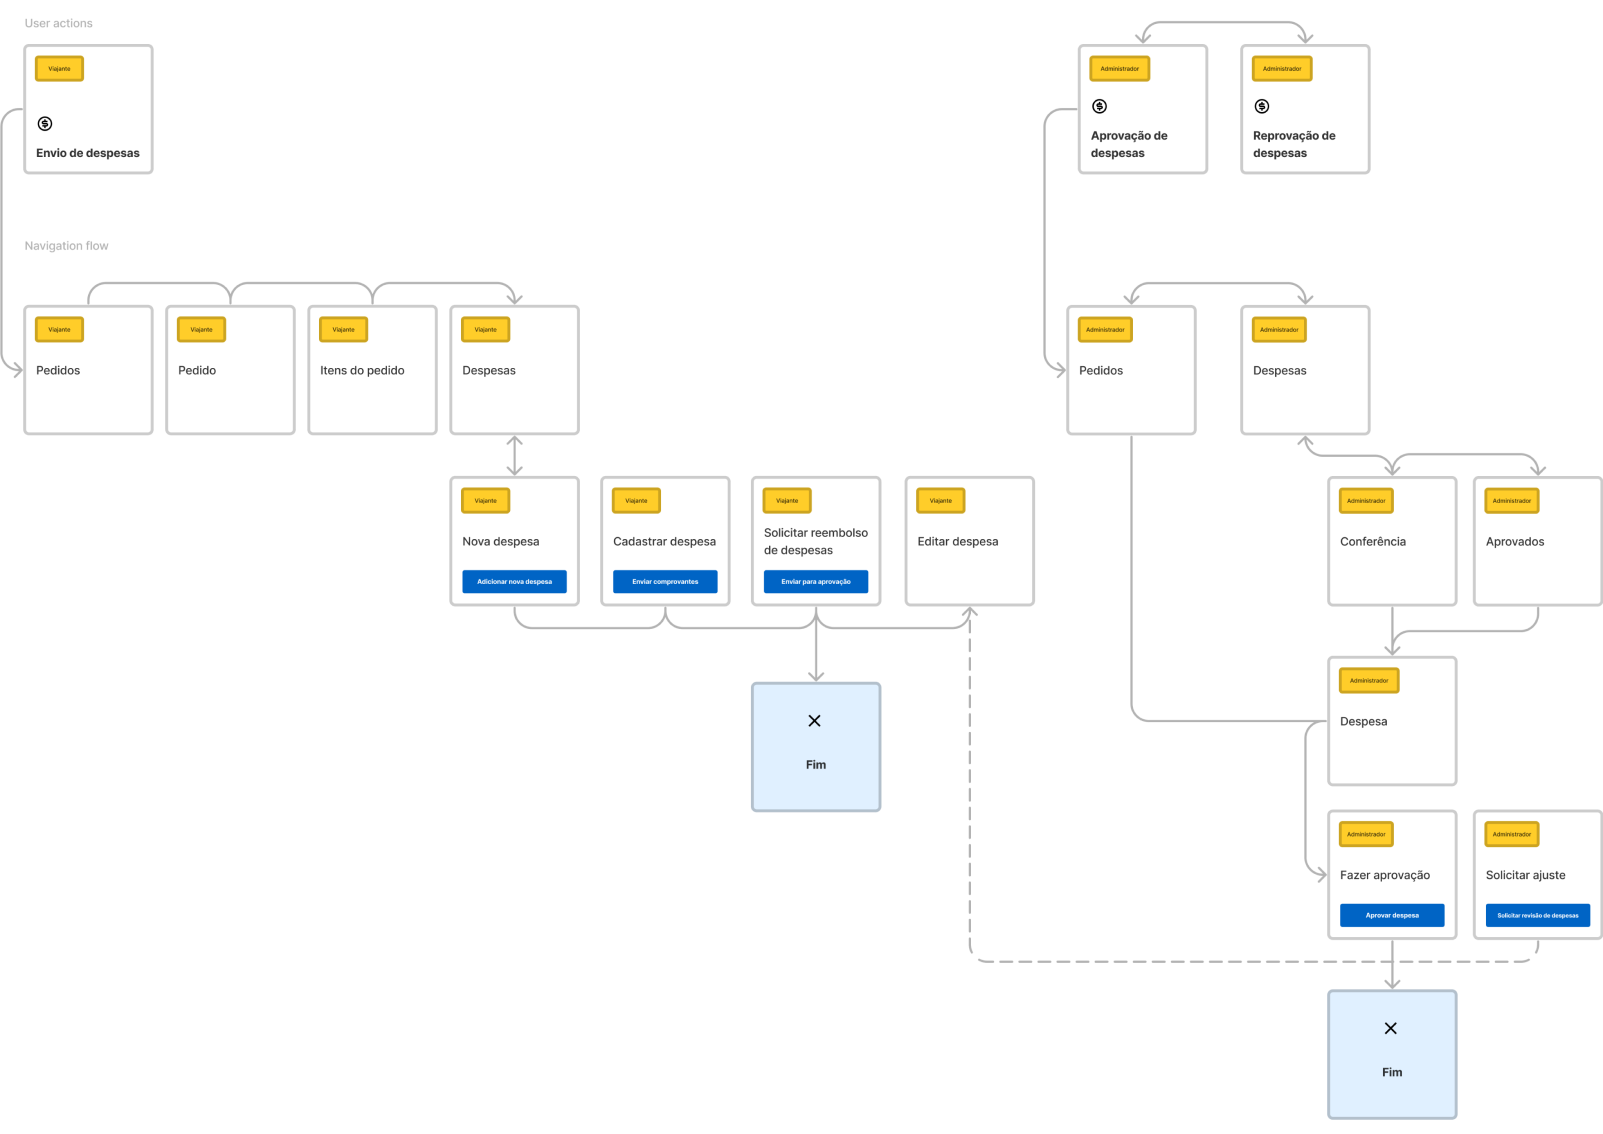 User actions
Viajante
Envio de despesas
Administrador
Aprovação de
despesas
Administrador
Reprovação de
despesas
Navigation flow
Viajante
Pedidos
Viajante
Pedido
Viajante
Itens do pedido
Viajante
Despesas
Administrador
Pedidos
Administrador
Despesas
Viajante
Nova despesa
Adicionar nova despesa
Viajante
Cadastrar despesa
Enviar comprovantes
Viajante
Solicitar reembolso
de despesas
Enviar para aprovação
Viajante
Editar despesa
Administrador
Conferência
Administrador
Aprovados
Fim
Administrador
Despesa
Administrador
Fazer aprovação
Aprovar despesa
Administrador
Solicitar ajuste
Solicitar revisão de despesas
Fim